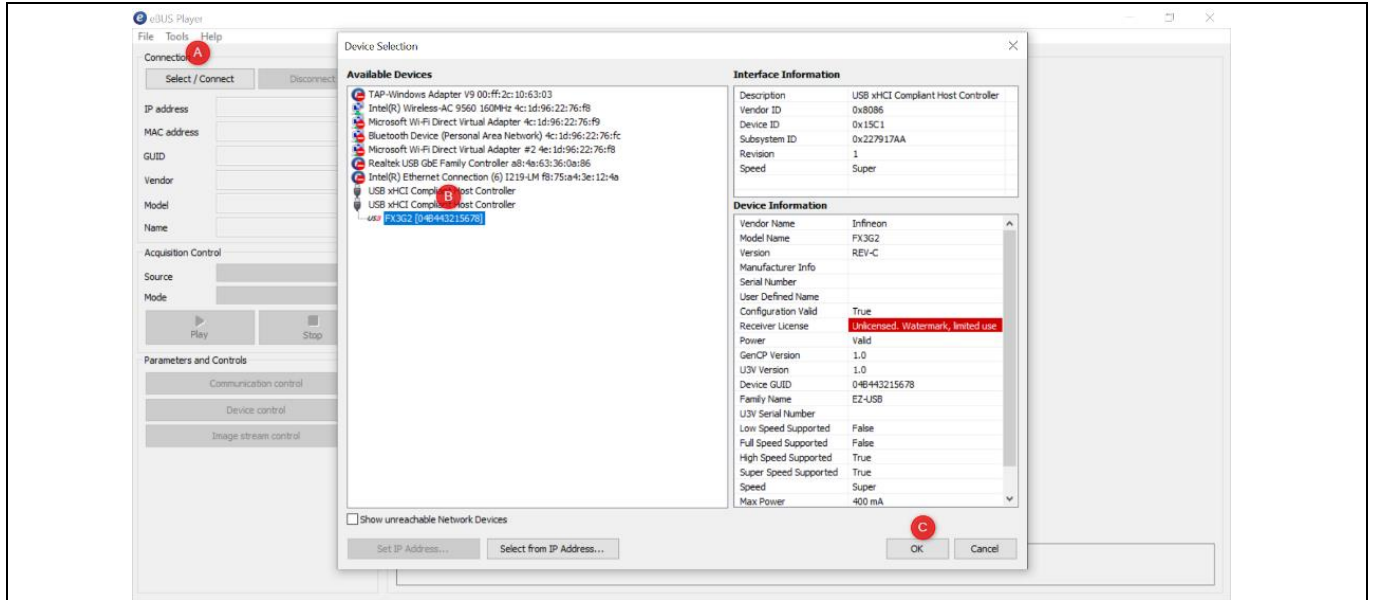 eBUS Player
File Tools Help
Connection
A
Select / Connect
Disconnect
IP address
MAC address
GUID
Vendor
Model
Name
Acquisition Control
Source
Mode
Play
Stop
Parameters and Controls
Communication control
Device control
Image stream control
Device Selection
Available Devices
TAP-Windows Adapter V9 00:ff:2c:10:63:03
Intel(R) Wireless-AC 9560 160MHz 4c:1d:96:22:76:f8
Microsoft Wi-Fi Direct Virtual Adapter 4c:1d:96:22:76:f9
Bluetooth Device (Personal Area Network) 4c:1d:96:22:76:fc
Microsoft Wi-Fi Direct Virtual Adapter #2 4e:1d:96:22:76:f8
Realtek USB GbE Family Controller a8:4a:63:36:0a:86
Intel(R) Ethernet Connection (6) I219-LM f8:75:a4:3e:12:4a
USB xHCI Compliant Host Controller
B
USB xHCI Compliant Host Controller
FX3G2 [04B443215678]
Show unreachable Network Devices
Set IP Address...
Select from IP Address...
Interface Information
Description USB xHCI Compliant Host Controller
Vendor ID 0x8086
Device ID 0x15C1
Subsystem ID 0x227917AA
Revision 1
Speed Super
Device Information
Vendor Name Infineon
Model Name FX3G2
Version REV-C
Manufacturer Info
Serial Number
User Defined Name
Configuration Valid True
Receiver License Unlicensed. Watermark, limited use
Power Valid
GenCP Version 1.0
U3V Version 1.0
Device GUID 04B443215678
Family Name EZ-USB
U3V Serial Number
Low Speed Supported False
Full Speed Supported False
High Speed Supported True
Super Speed Supported True
Speed Super
Max Power 400 mA
C
OK
Cancel